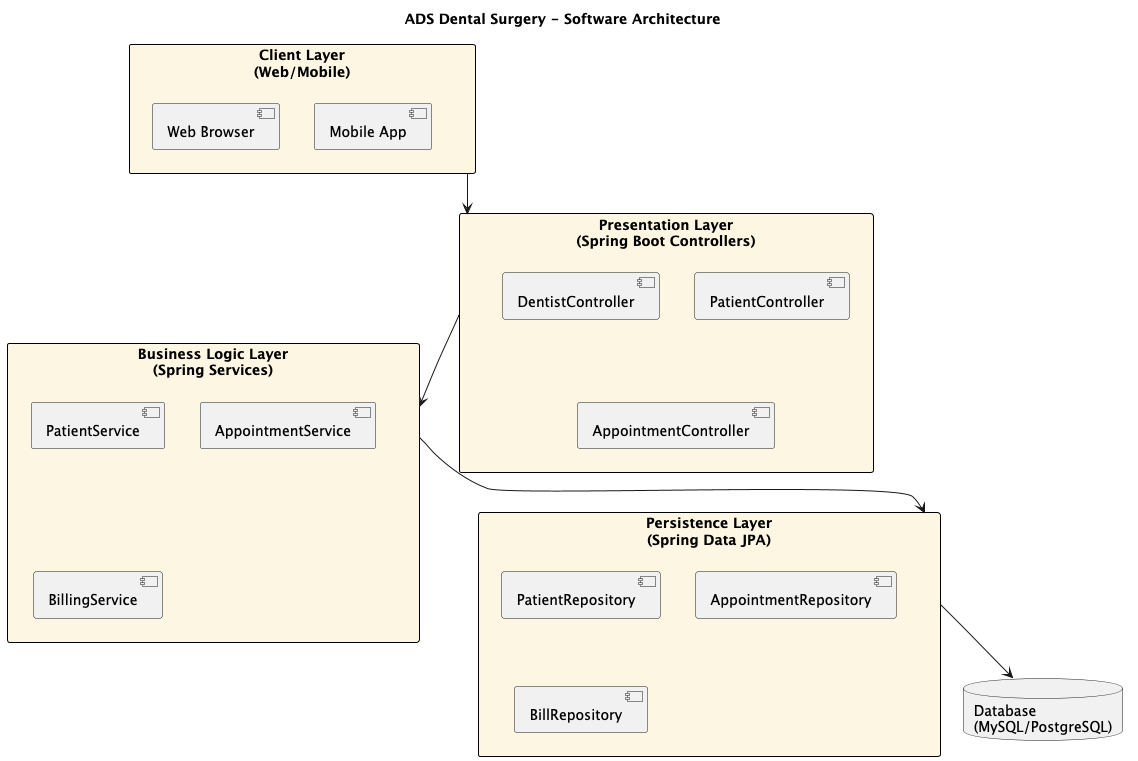 ADS Dental Surgery - Software Architecture
Client Layer
(Web/Mobile)
Web Browser
Mobile App
Presentation Layer
(Spring Boot Controllers)
DentistController
PatientController
AppointmentController
Business Logic Layer
(Spring Services)
PatientService
AppointmentService
BillingService
Persistence Layer
(Spring Data JPA)
PatientRepository
AppointmentRepository
BillRepository
Database
(MySQL/PostgreSQL)